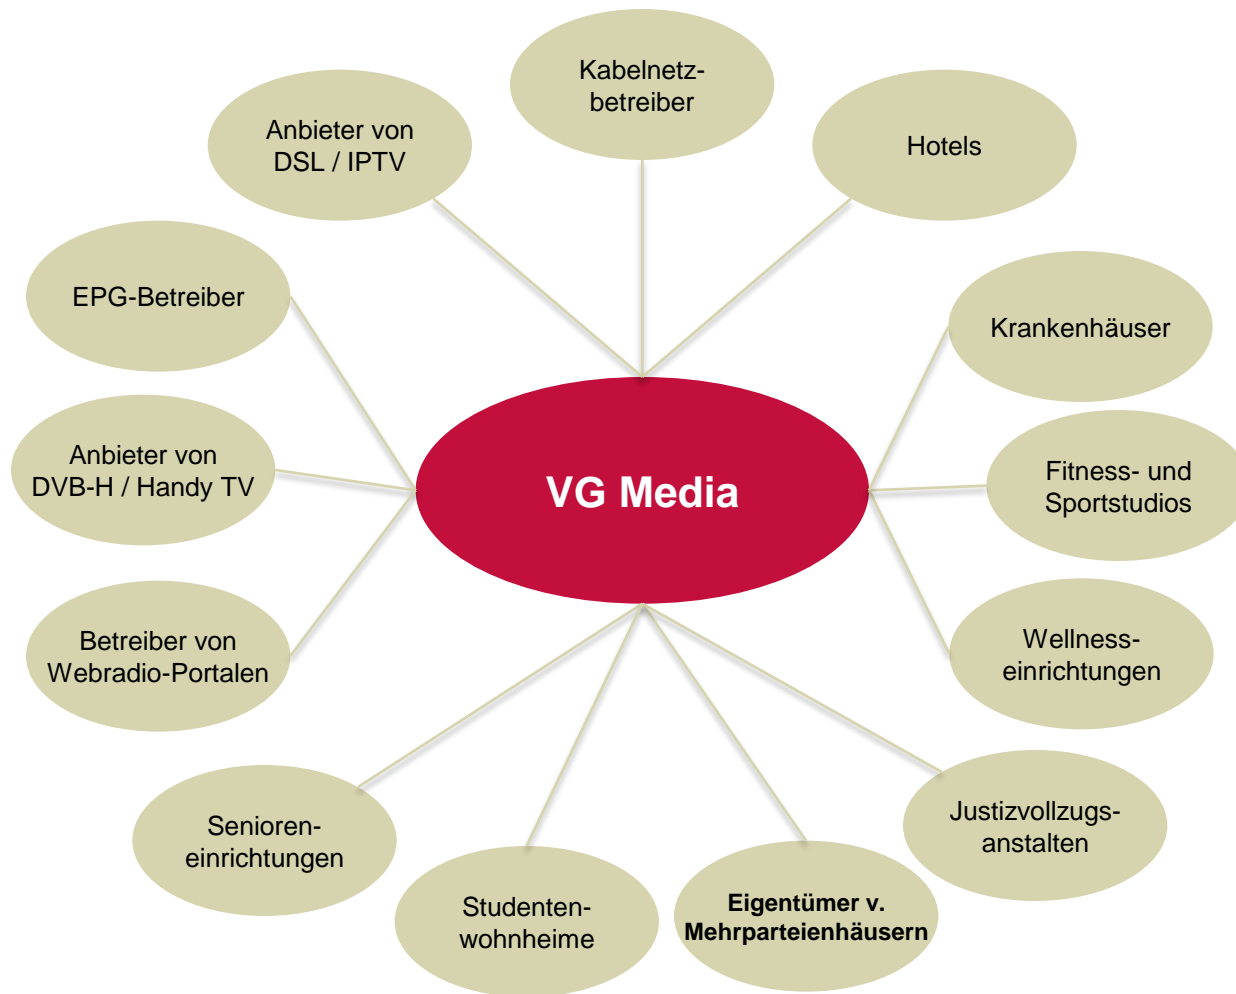 Kabelnetz-
betreiber
Anbieter von
DSL / IPTV
Hotels
EPG-Betreiber
Krankenhäuser
Anbieter von
DVB-H / Handy TV
VG Media
Fitness- und
Sportstudios
Betreiber von
Webradio-Portalen
Wellness-
einrichtungen
Senioren-
einrichtungen
Justizvollzugs-
anstalten
Studenten-
wohnheime
Eigentümer v.
Mehrparteienhäusern